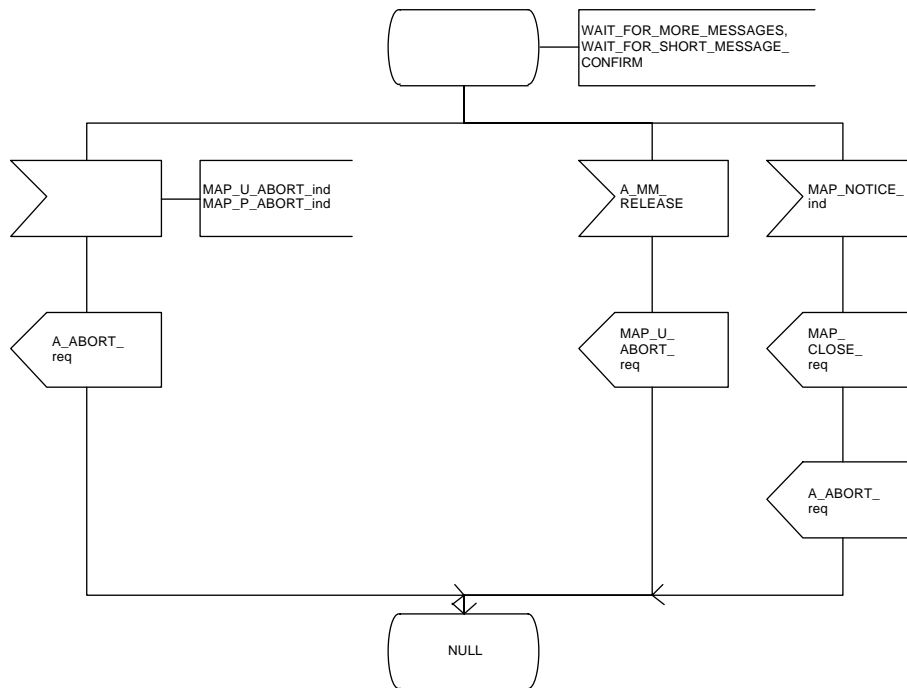 WAIT_FOR_MORE_MESSAGES,
WAIT_FOR_SHORT_MESSAGE_
CONFIRM
MAP_U_ABORT_ind
MAP_P_ABORT_ind
A_MM_
RELEASE
MAP_NOTICE_
ind
A_ABORT_
req
MAP_U_
ABORT_
req
MAP_
CLOSE_
req
A_ABORT_
req
NULL